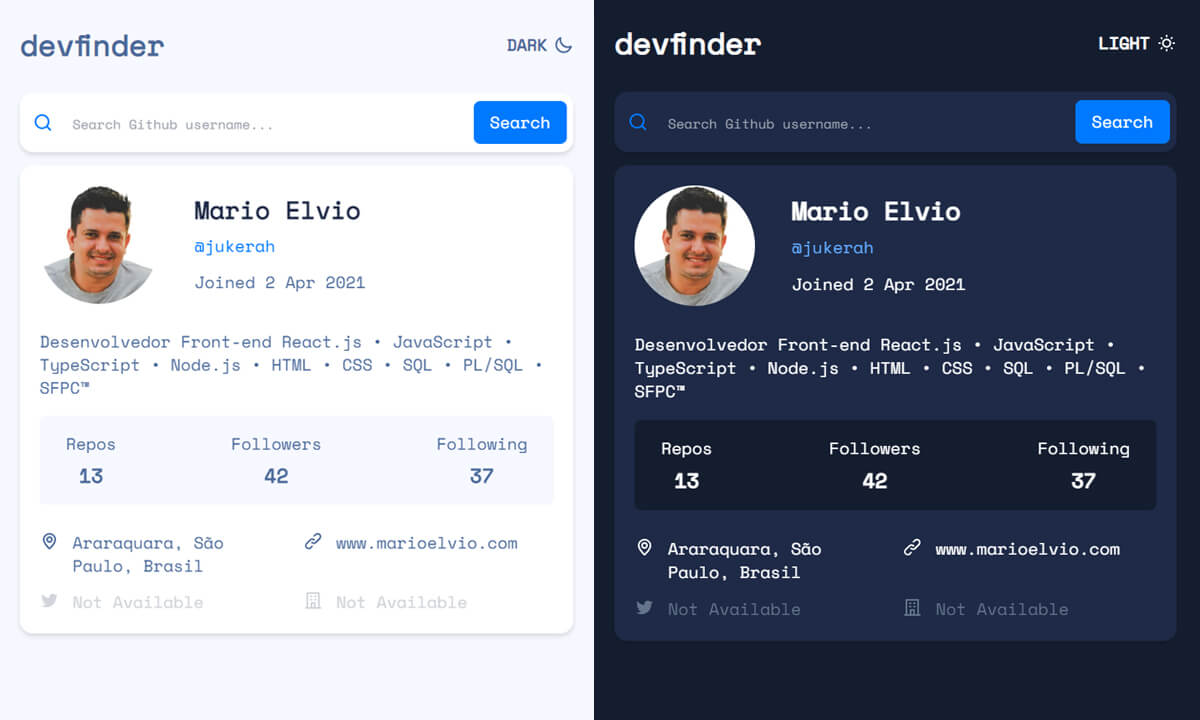 devfinder
DARK
Search Github username...
Search
Mario Elvio
@jukerah
Joined 2 Apr 2021
Desenvolvedor Front-end React.js • JavaScript •
TypeScript • Node.js • HTML • CSS • SQL • PL/SQL •
SFPC™
Repos
Followers
Following
13
42
37
Araraquara, São
Paulo, Brasil
www.marioelvio.com
Not Available
Not Available
devfinder
LIGHT
Search Github username...
Search
Mario Elvio
@jukerah
Joined 2 Apr 2021
Desenvolvedor Front-end React.js • JavaScript •
TypeScript • Node.js • HTML • CSS • SQL • PL/SQL •
SFPC™
Repos
Followers
Following
13
42
37
Araraquara, São
Paulo, Brasil
www.marioelvio.com
Not Available
Not Available